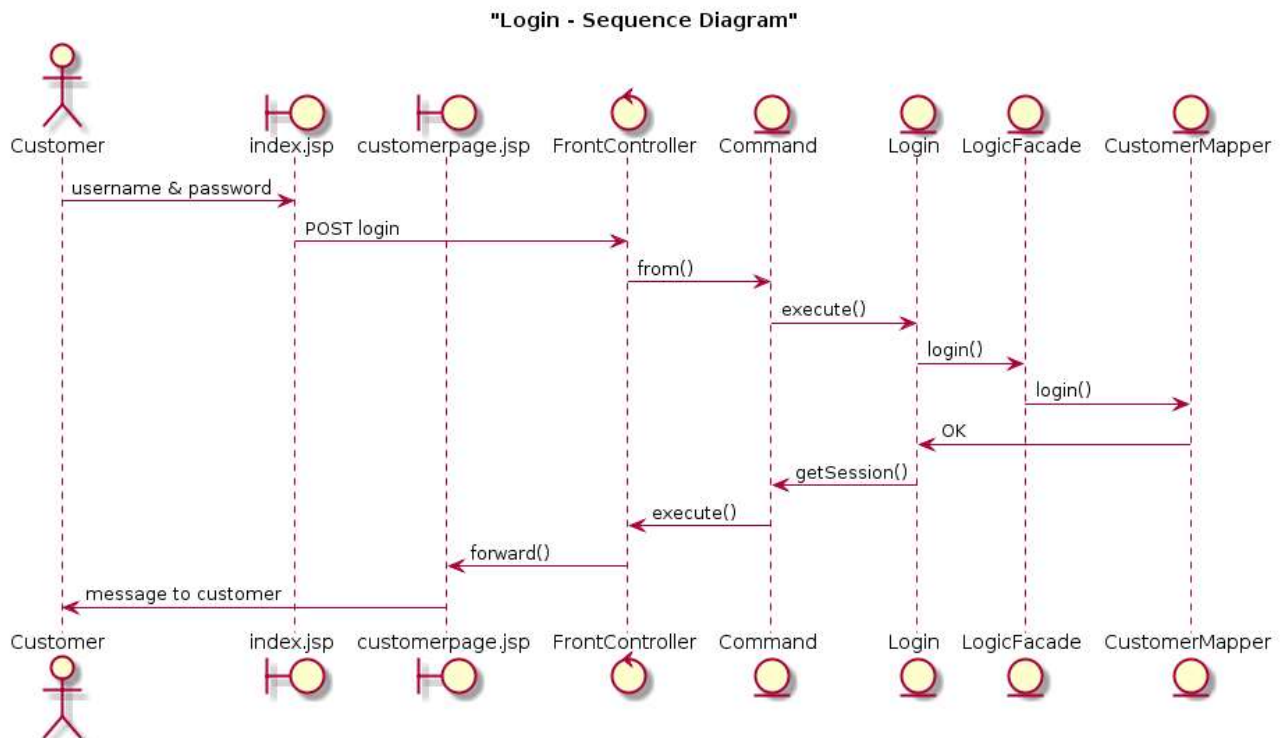 "Login - Sequence Diagram"
Customer index.jsp customerpage.jsp FrontController Command Login LogicFacade CustomerMapper
username & password
POST login
from()
execute()
login()
login()
OK
getSession()
execute()
forward()
message to customer
Customer index.jsp customerpage.jsp FrontController Command Login LogicFacade CustomerMapper